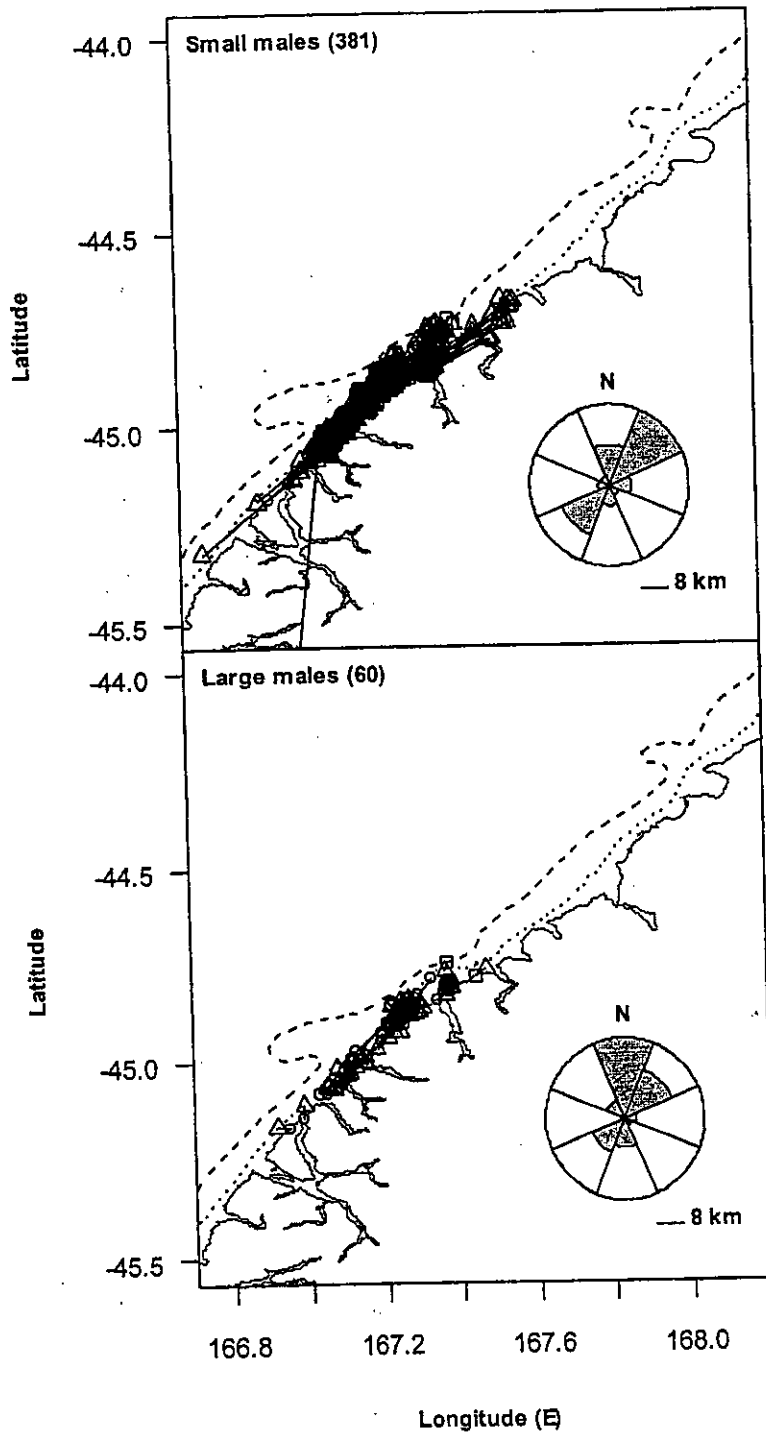 Small males (381)
-44.0
-44.5
-45.0
-45.5
Latitude
N
8 km
Large males (60)
-44.0
-44.5
-45.0
-45.5
Latitude
N
8 km
166.8
167.2
167.6
168.0
Longitude (E)